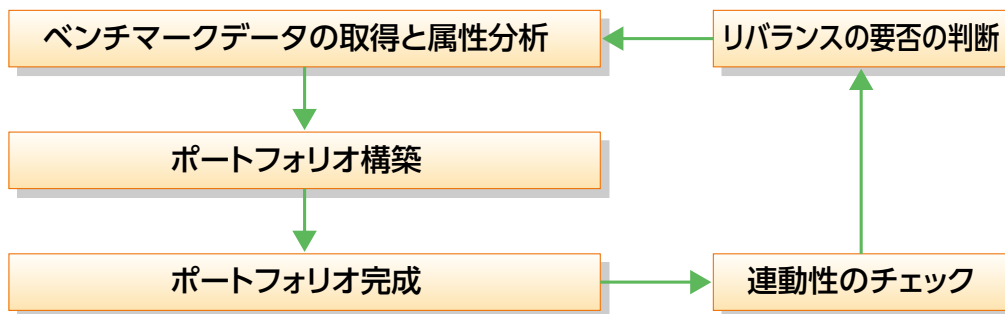 ベンチマークデータの取得と属性分析
リバランスの要否の判断
ポートフォリオ構築
ポートフォリオ完成
連動性のチェック